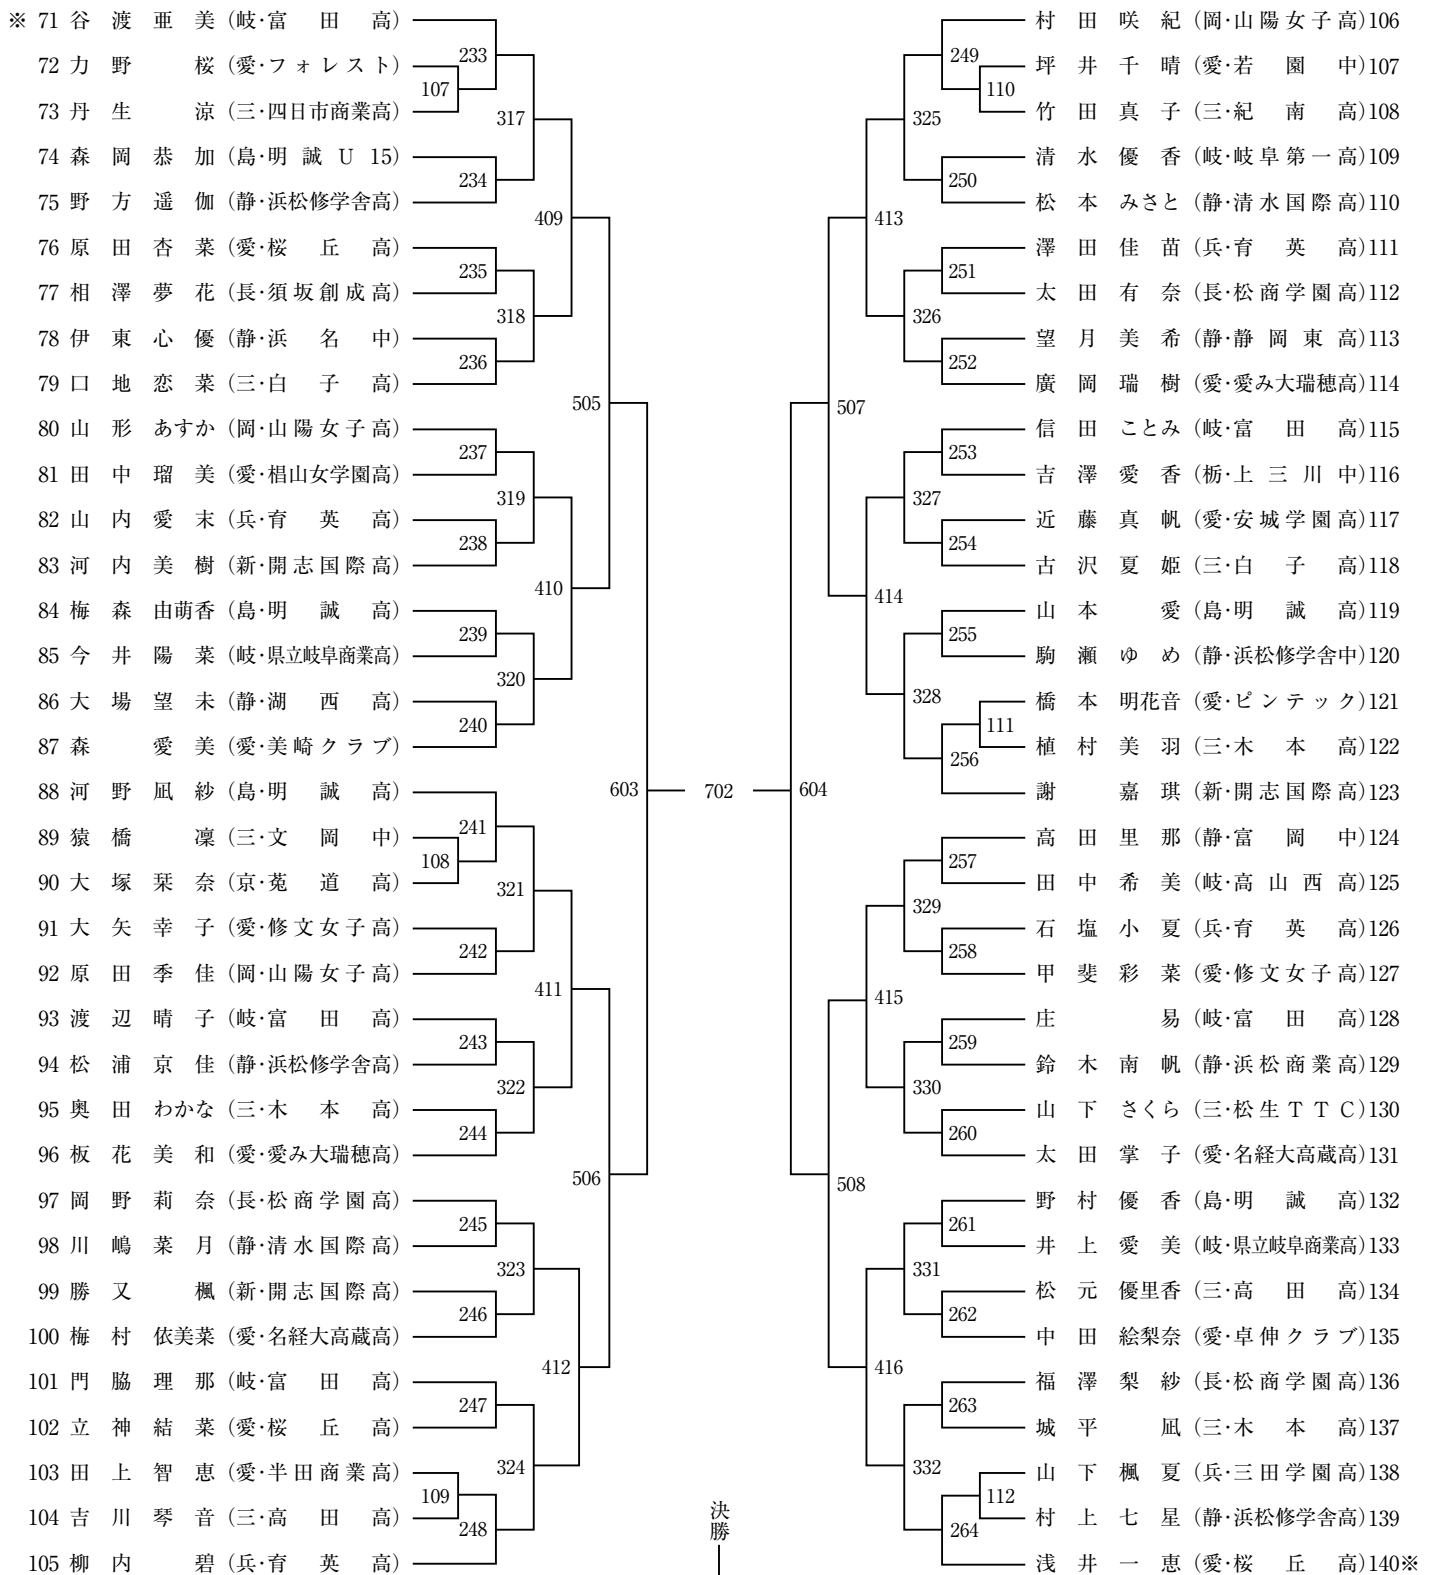 ※ 71 谷渡亜美 (岐·富田高)
72 力野桜 (愛·フォレスト)
73 丹生涼 (三·四日市商業高)
74 森岡恭加 (島·明誠U15)
75 野方遥伽 (静·浜松修学舎高)
76 原田杏菜 (愛·桜丘高)
77 相澤夢花 (長·須坂創成高)
78 伊東心優 (静·浜名中)
79 口地恋菜 (三·白子高)
80 山形あすか (岡·山陽女子高)
81 田中瑠美 (愛·椙山女学園高)
82 山内愛末 (兵·育英高)
83 河内美樹 (新·開志国際高)
84 梅森由萌香 (島·明誠高)
85 今井陽菜 (岐·県立岐阜商業高)
86 大場望未 (静·湖西高)
87 森愛美 (愛·美崎クラブ)
88 河野凪紗 (島·明誠高)
89 猿橋凜 (三·文岡中)
90 大塚栞奈 (京·莵道高)
91 大矢幸子 (愛·修文女子高)
92 原田季佳 (岡·山陽女子高)
93 渡辺晴子 (岐·富田高)
94 松浦京佳 (静·浜松修学舎高)
95 奥田わかな (三·木本高)
96 板花美和 (愛·愛み大瑞穂高)
97 岡野莉奈 (長·松商学園高)
98 川嶋菜月 (静·清水国際高)
99 勝又楓 (新·開志国際高)
100 梅村依美菜 (愛·名経大高蔵高)
101 門脇理那 (岐·富田高)
102 立神結菜 (愛·桜丘高)
103 田上智恵 (愛·半田商業高)
104 吉川琴音 (三·高田高)
105 柳内碧 (兵·育英高)
107
108
109
233
234
235
236
237
238
239
240
241
242
243
244
245
246
247
248
317
318
319
320
321
322
323
324
409
410
411
412
505
506
603
702
決勝
604
507
508
413
414
415
416
325
326
327
328
329
330
331
332
249
250
251
252
253
254
255
256
257
258
259
260
261
262
263
264
110
111
112
村田咲紀 (岡·山陽女子高) 106
坪井千晴 (愛·若園中) 107
竹田真子 (三·紀南高) 108
清水優香 (岐·岐阜第一高) 109
松本みさと (静·清水国際高) 110
澤田佳苗 (兵·育英高) 111
太田有奈 (長·松商学園高) 112
望月美希 (静·静岡東高) 113
廣岡瑞樹 (愛·愛み大瑞穂高) 114
信田ことみ (岐·富田高) 115
吉澤愛香 (栃·上三川中) 116
近藤真帆 (愛·安城学園高) 117
古沢夏姫 (三·白子高) 118
山本愛 (島·明誠高) 119
駒瀬ゆめ (静·浜松修学舎中) 120
橋本明花音 (愛·ピンテック) 121
植村美羽 (三·木本高) 122
謝嘉琪 (新·開志国際高) 123
高田里那 (静·富岡中) 124
田中希美 (岐·高山西高) 125
石塩小夏 (兵·育英高) 126
甲斐彩菜 (愛·修文女子高) 127
庄易 (岐·富田高) 128
鈴木南帆 (静·浜松商業高) 129
山下さくら (三·松生TTC) 130
太田掌子 (愛·名経大高蔵高) 131
野村優香 (島·明誠高) 132
井上愛美 (岐·県立岐阜商業高) 133
松元優里香 (三·高田高) 134
中田絵梨奈 (愛·卓伸クラブ) 135
福澤梨紗 (長·松商学園高) 136
城平凪 (三·木本高) 137
山下楓夏 (兵·三田学園高) 138
村上七星 (静·浜松修学舎高) 139
浅井一恵 (愛·桜丘高) 140※